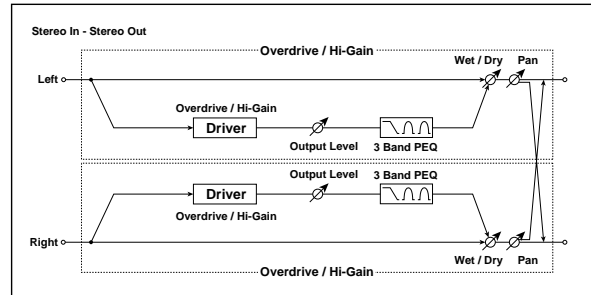 Stereo In - Stereo Out
Overdrive / Hi-Gain
Wet / Dry Pan
Left
Overdrive / Hi-Gain
Driver
Output Level 3 Band PEQ
Output Level 3 Band PEQ
Driver
Overdrive / Hi-Gain
Right
Wet / Dry Pan
Overdrive / Hi-Gain